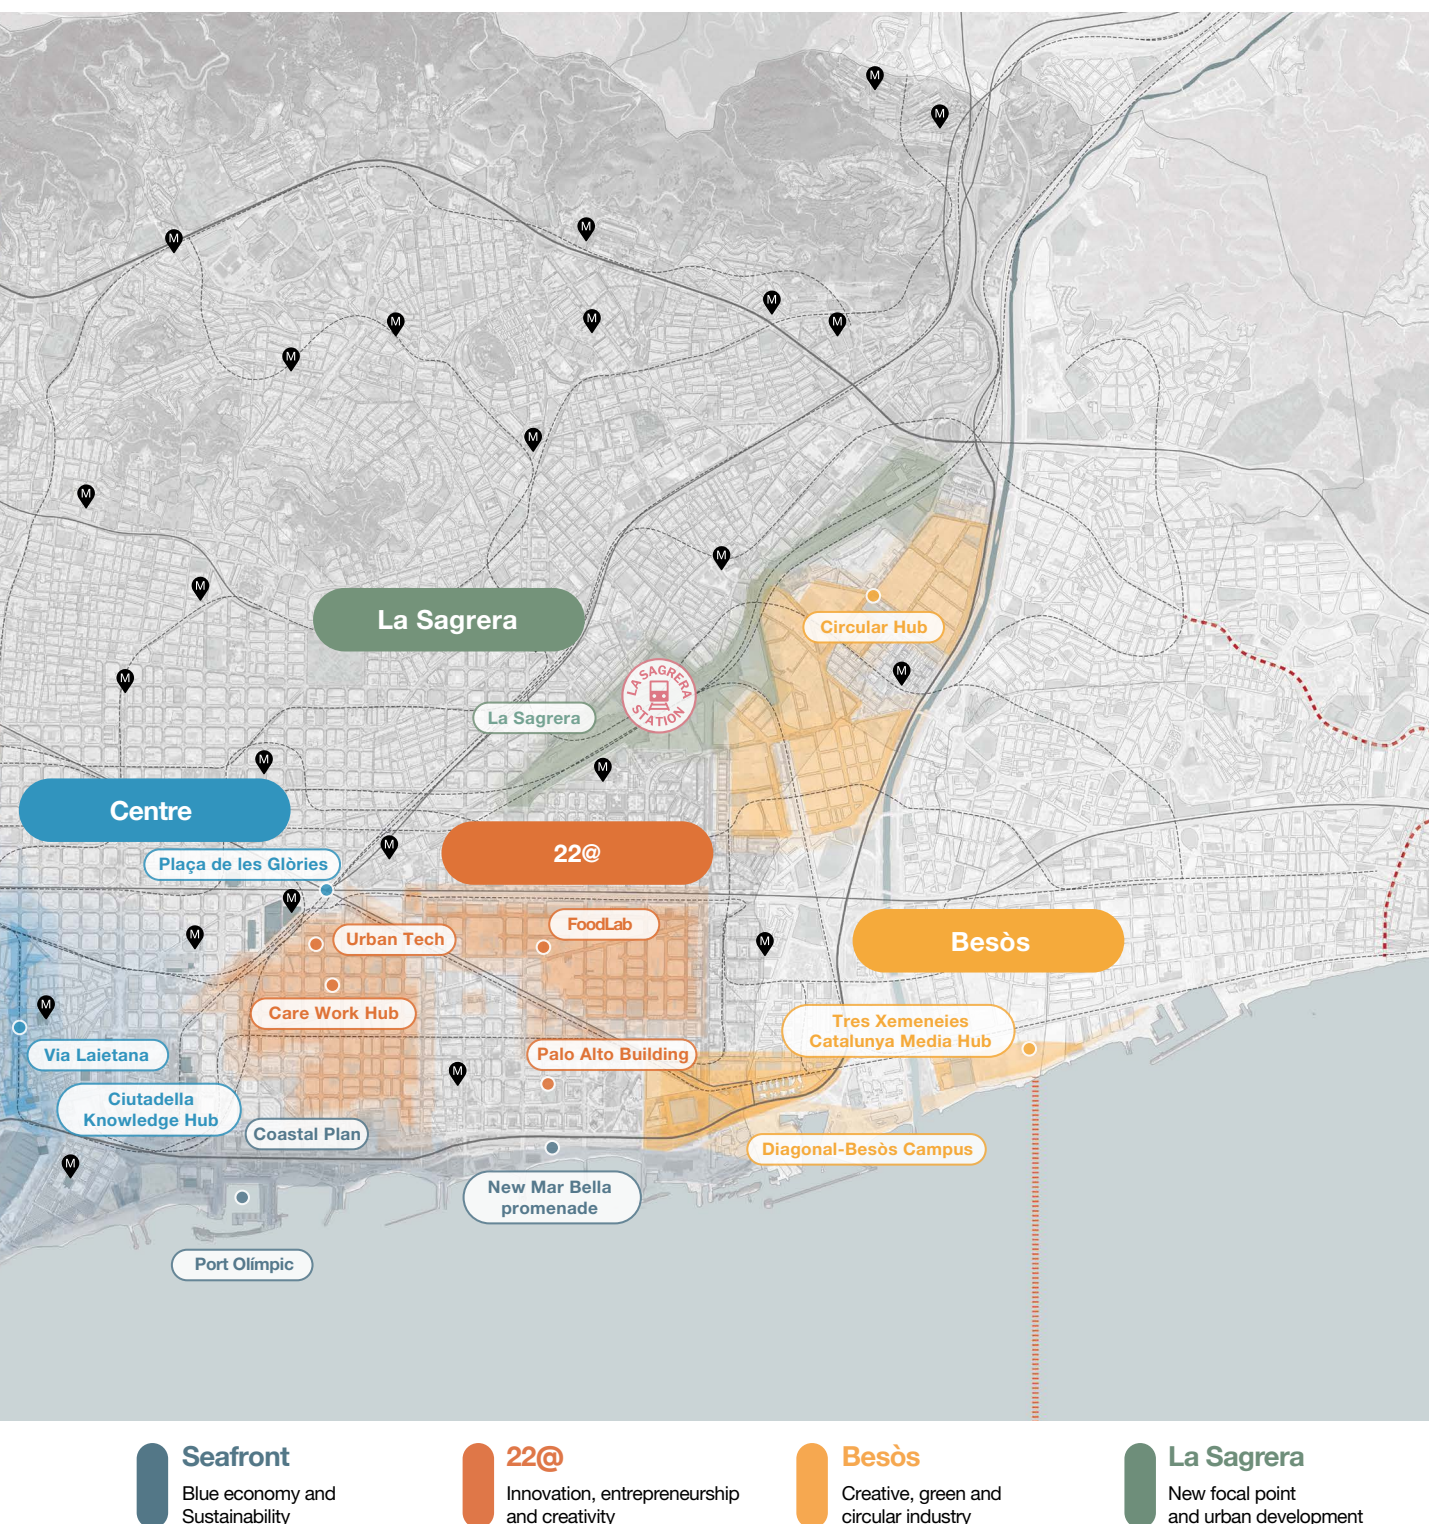 M
M
M
M
M
M
M
M
M
M
M
M
M
La Sagrera
Circular Hub
M
M
LA SAGRERA
STATION
La Sagrera
M
M
Centre
22@
M
Plaça de les Glòries
M
FoodLab
Urban Tech
M
M
Besòs
Care Work Hub
M
Tres Xemeneies
Catalunya Media Hub
Via Laietana
Palo Alto Building
M
Ciutadella
Knowledge Hub
Coastal Plan
Diagonal-Besòs Campus
M
New Mar Bella
promenade
Port Olímpic
Seafront
Blue economy and
Sustainability
22@
Innovation, entrepreneurship
and creativity
Besòs
Creative, green and
circular industry
La Sagrera
New focal point
and urban development